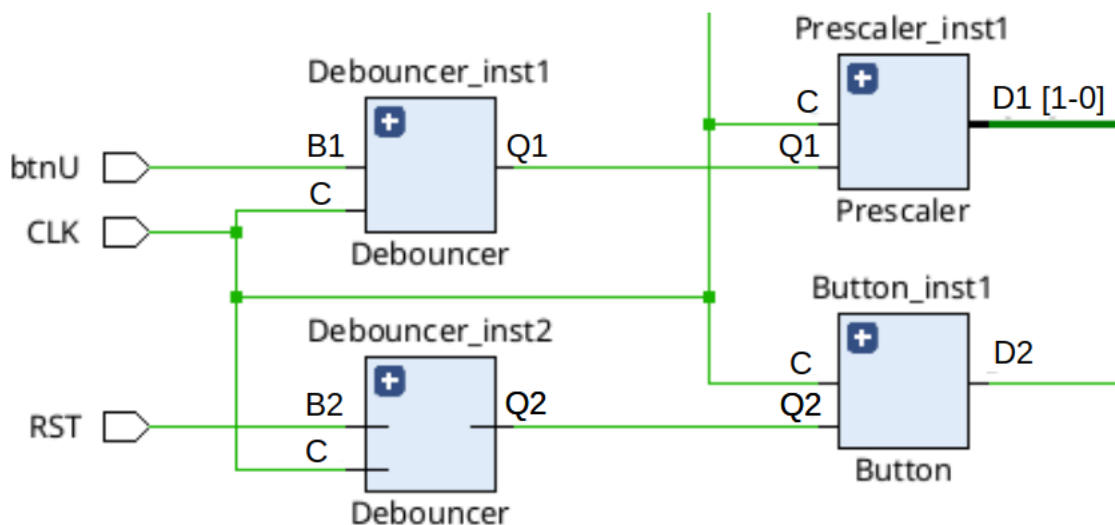 Prescaler_inst1
Debouncer_inst1
C
D1 [1-0]
btnU
B1
Q1
Q1
C
Prescaler
CLK
Debouncer
Button_inst1
Debouncer_inst2
C
D2
RST
B2
Q2
Q2
C
Button
Debouncer